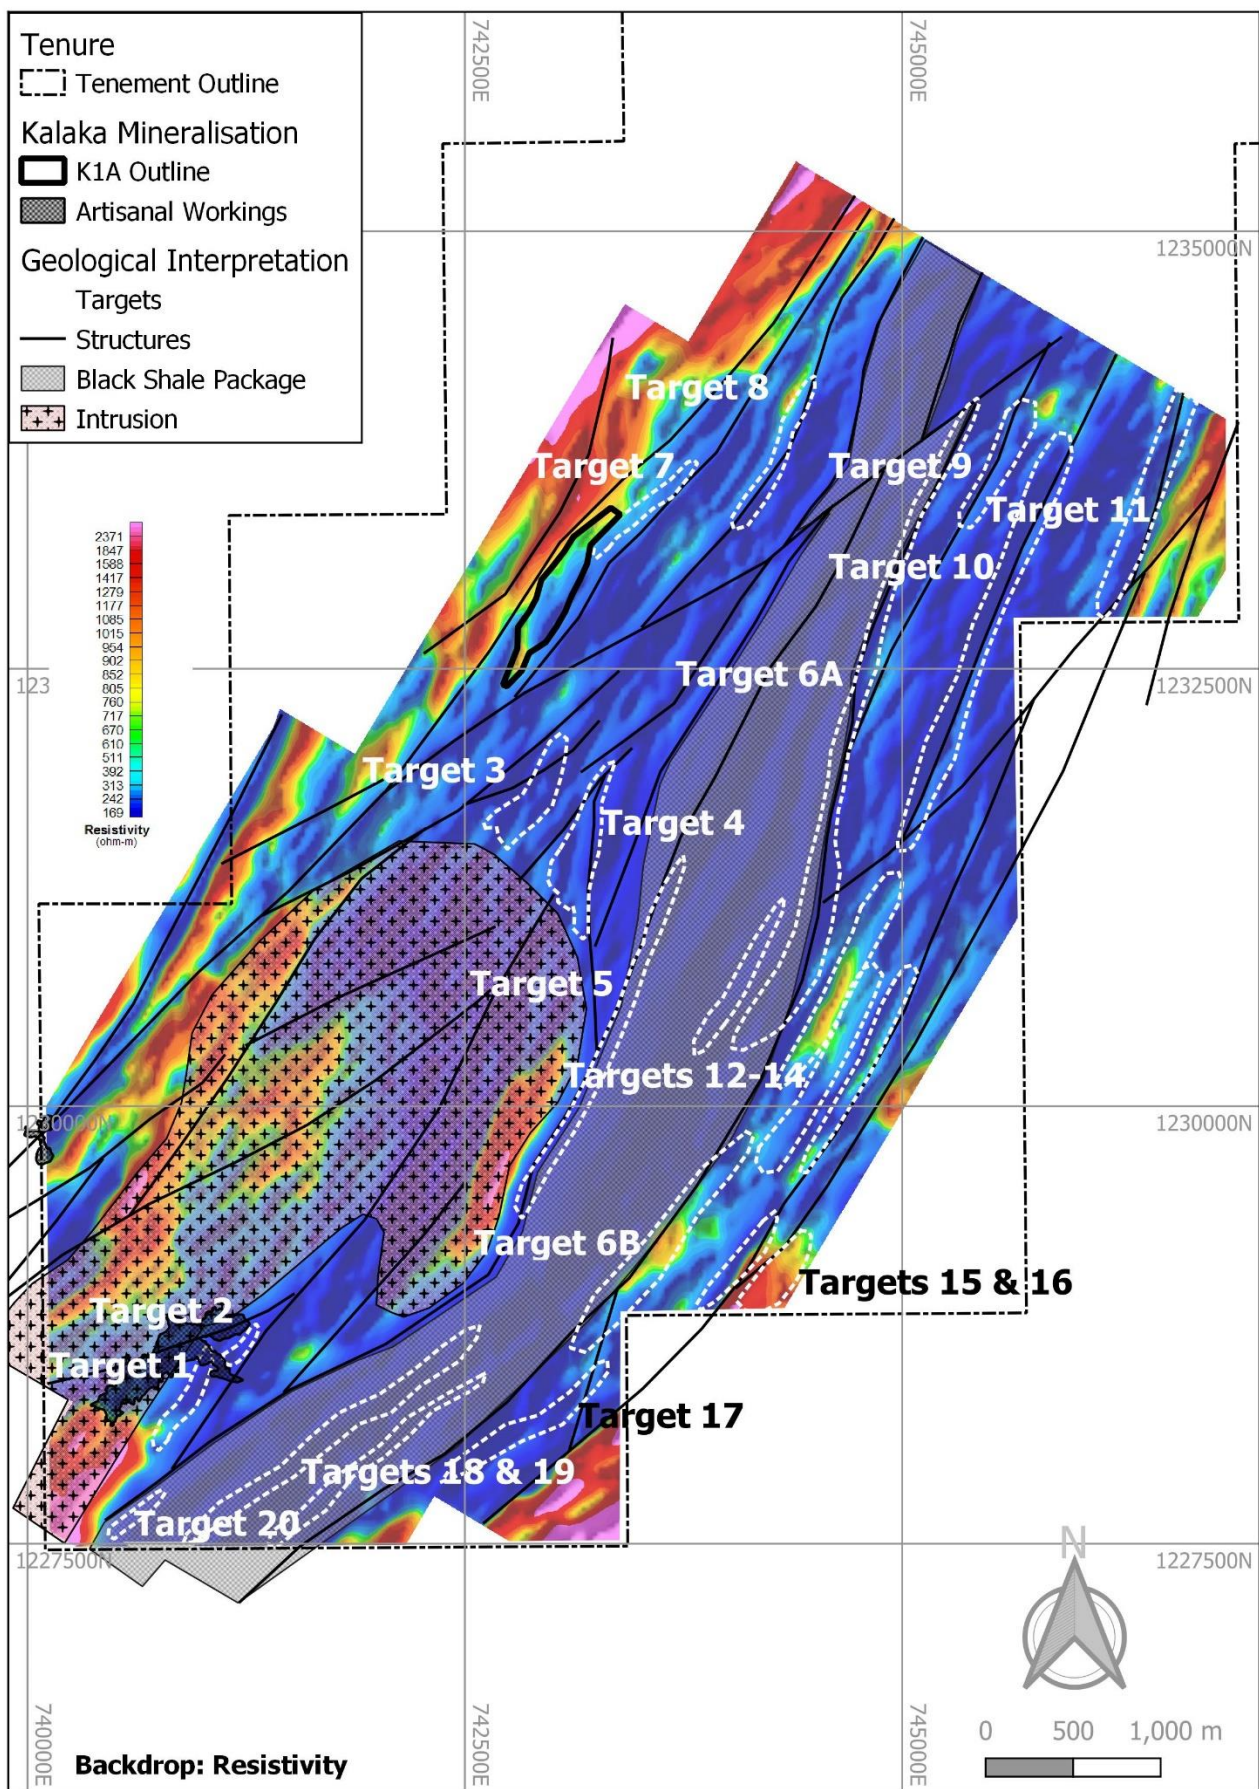 Tenure
Tenement Outline
Kalaka Mineralisation
K1A Outline
Artisanal Workings
Geological Interpretation
Targets
Structures
Black Shale Package
Intrusion
742500E
745000E
1235000N
Target 8
Target 7
Target 9
Target 11
Target 10
2371
1847
1588
1417
1279
1177
1085
1015
954
902
852
805
760
717
670
610
511
392
313
242
169
Resistivity
(ohm-m)
123
1232500N
Target 6A
Target 3
Target 4
Target 5
Targets 12-14
1230000N
1230000N
Target 6B
Targets 15 & 16
Target 2
Target 1
Target 17
Targets 18 & 19
Target 20
1227500N
1227500N
N
740000E
742500E
745000E
0 500 1,000 m
Backdrop: Resistivity